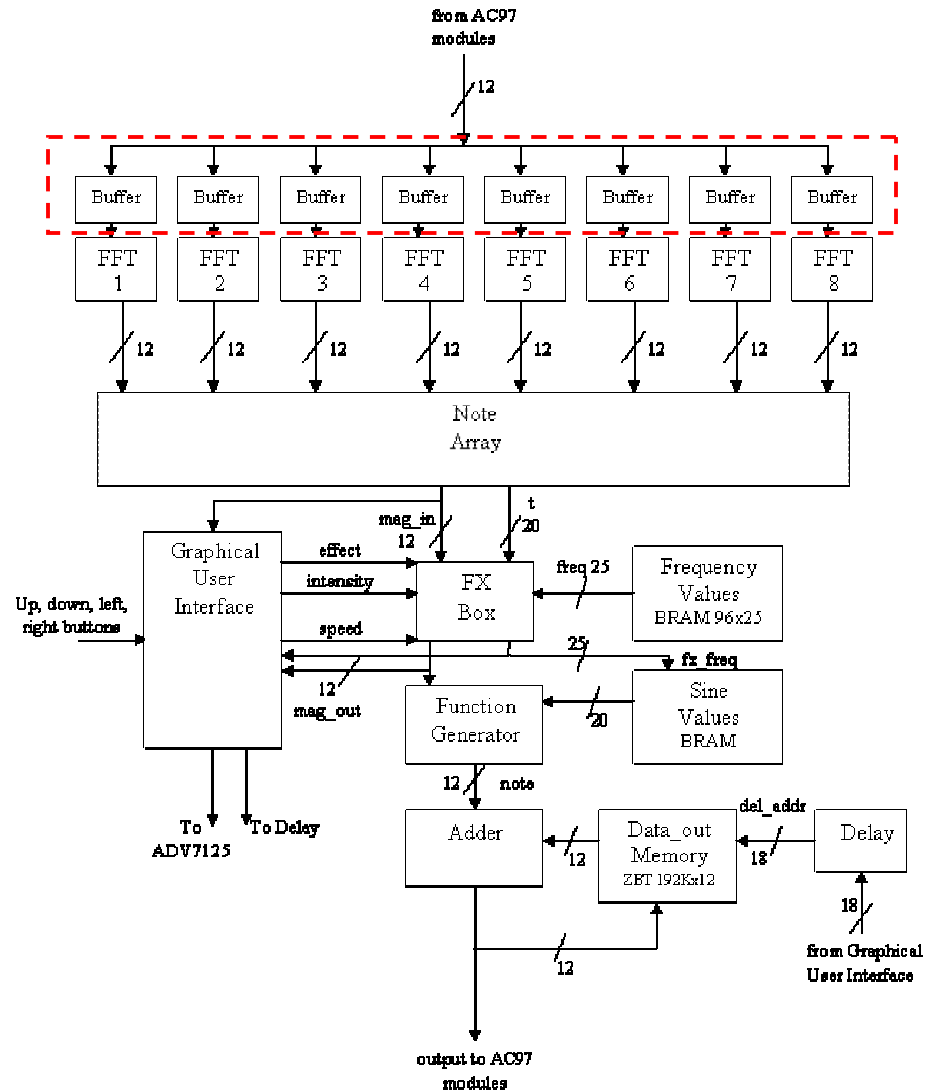 from AC97
modules
12
Buffer Buffer Buffer Buffer Buffer Buffer Buffer Buffer
FFT FFT FFT FFT FFT FFT FFT FFT
1 2 3 4 5 6 7 8
12 12 12 12 12 12 12 12
Note
Array
mag_in
12
t
20
Graphical
User
Interface
effect
intensity
speed
FX
Box
freq 25
Frequency
Values
BRAM 96x25
Up, down, left,
right buttons
12
mag_out
25
fx_freq
Function
Generator
20
Sine
Values
BRAM
12 note
To
ADV7125
To Delay
Adder
12
Data_out
Memory
ZBT 192Kx12
del_addr
18
Delay
18
from Graphical
User Interface
12
output to AC97
modules